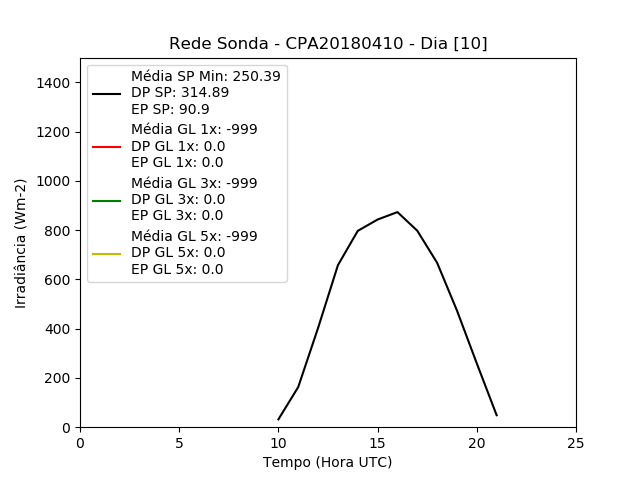 Rede Sonda - CPA20180410 - Dia [10]
Média SP Min: 250.39
DP SP: 314.89
EP SP: 90.9
Média GL 1x: -999
DP GL 1x: 0.0
EP GL 1x: 0.0
Média GL 3x: -999
DP GL 3x: 0.0
EP GL 3x: 0.0
Média GL 5x: -999
DP GL 5x: 0.0
EP GL 5x: 0.0
Irradiância (Wm-2)
1400
1200
1000
800
600
400
200
0
0 5 10 15 20 25
Tempo (Hora UTC)